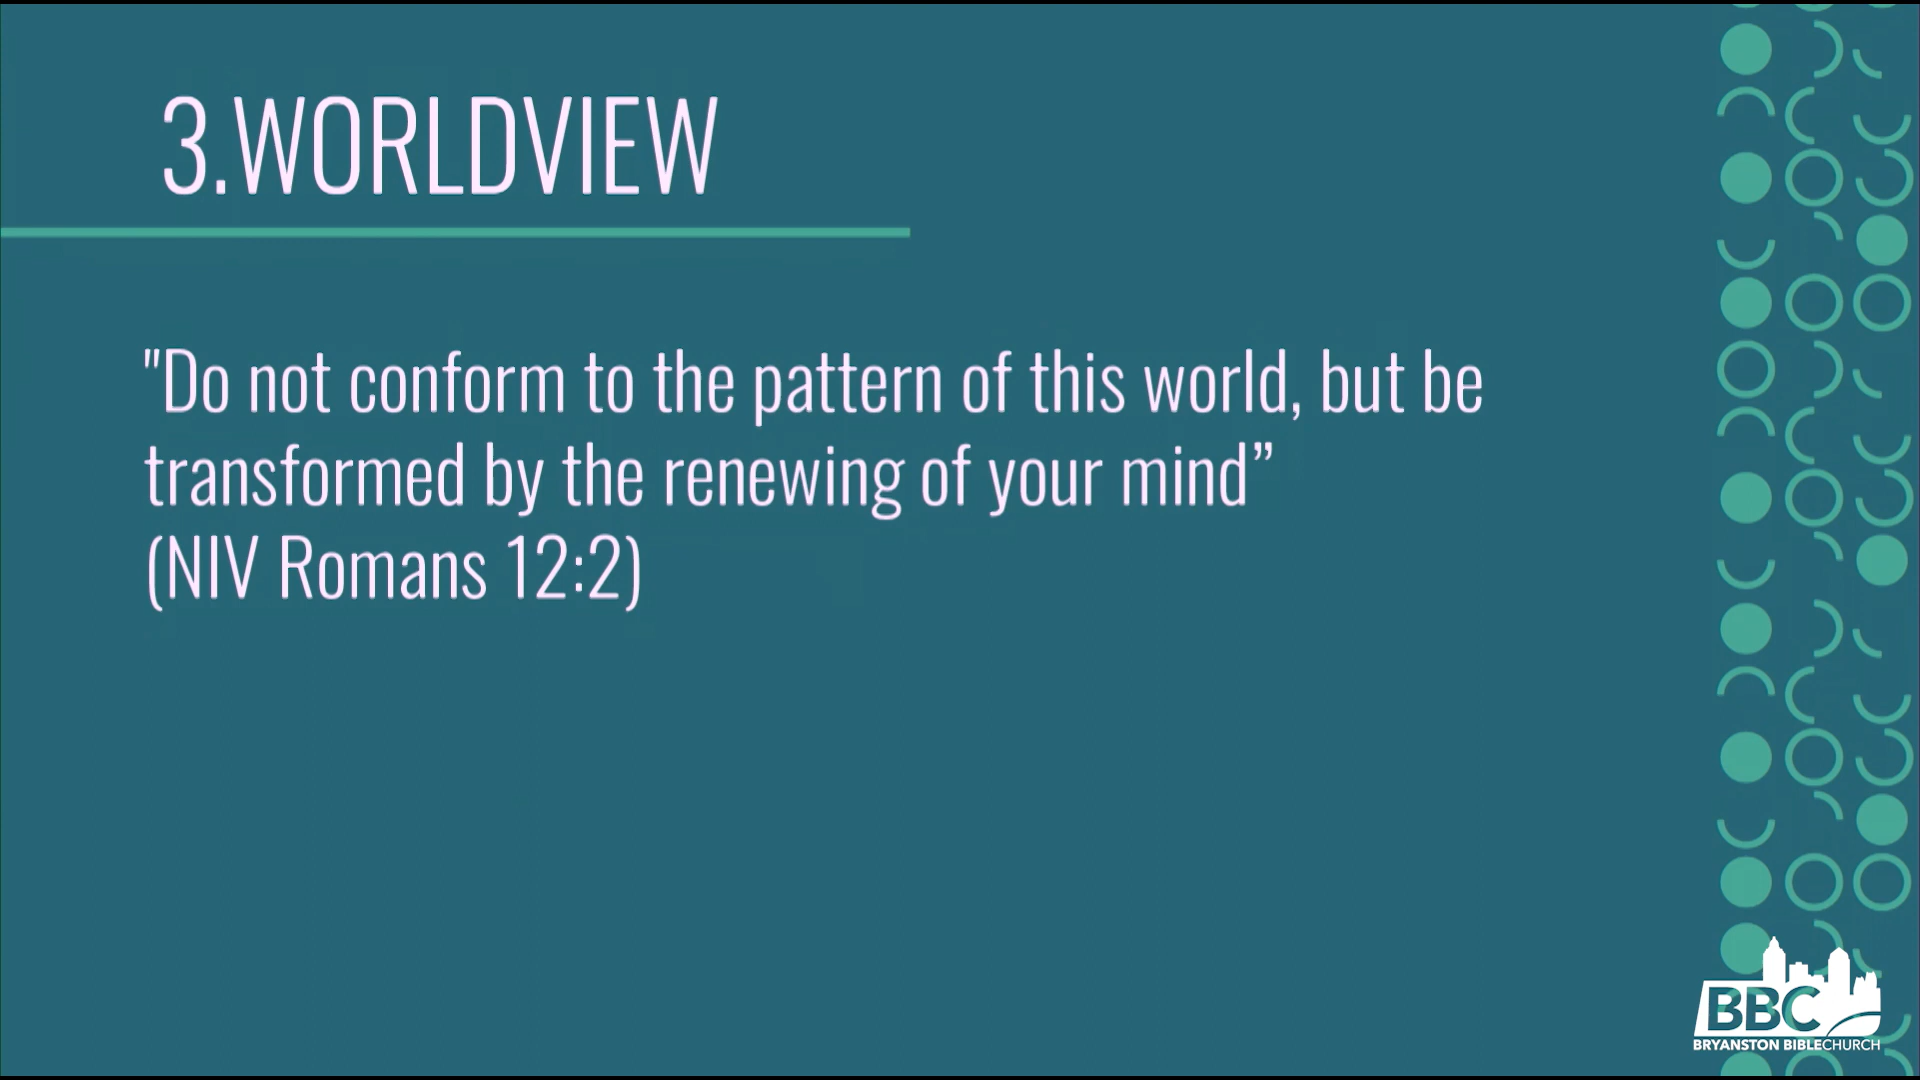 3.WORLDVIEW
"Do not conform to the pattern of this world, but be
transformed by the renewing of your mind”
(NIV Romans 12:2)
BBC
BRYANSTON BIBLECHURCH